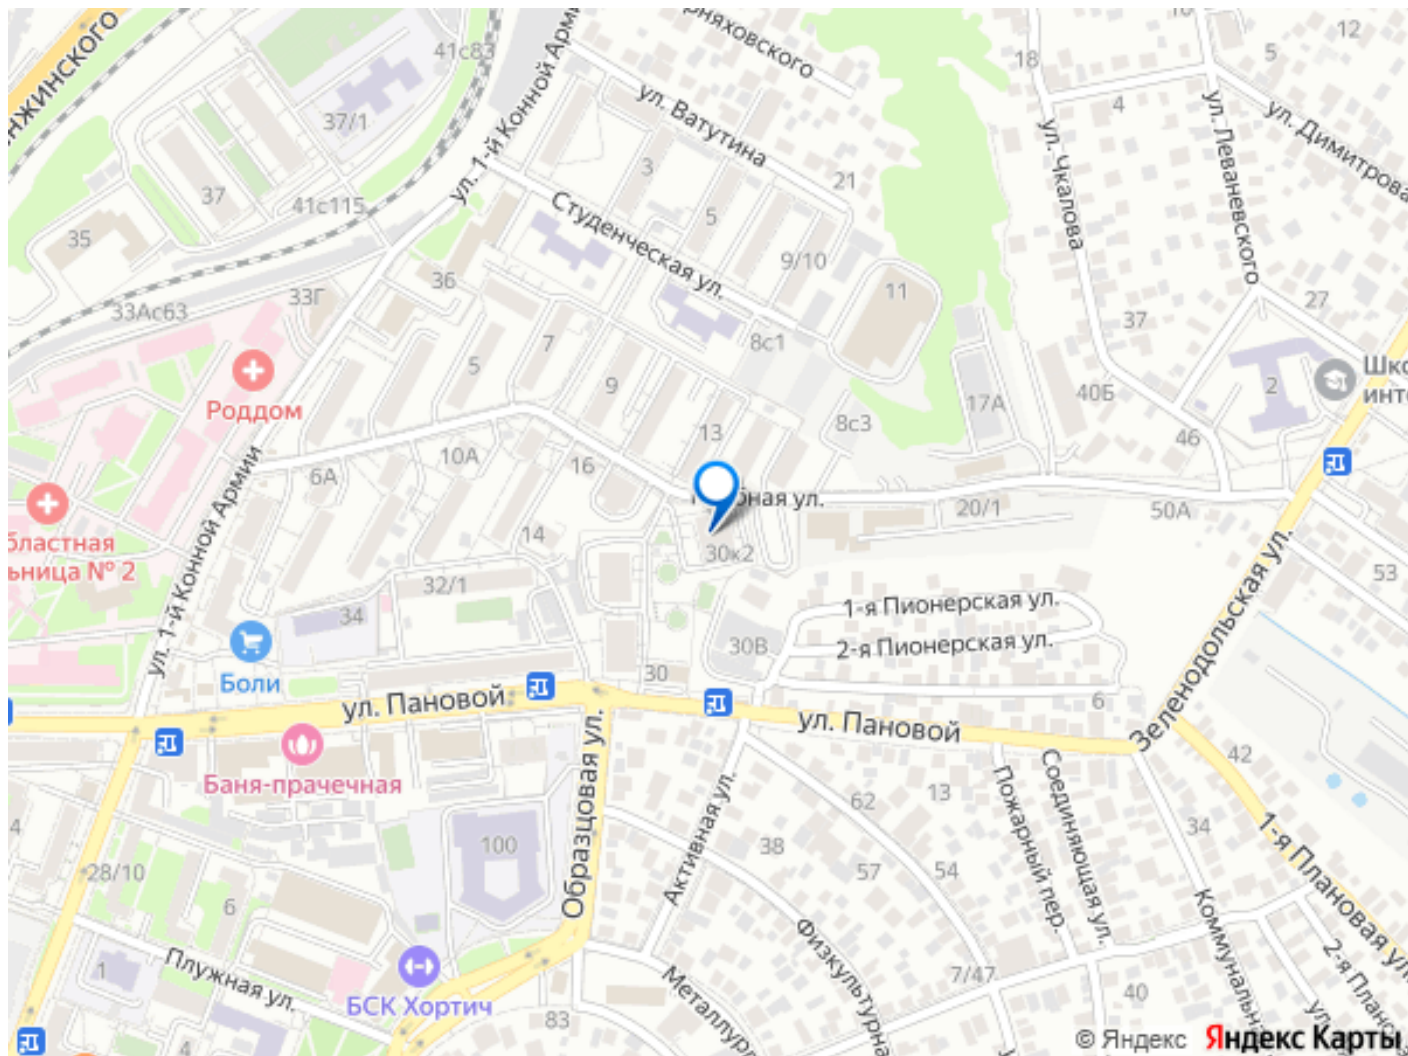 41с83
ул. Ватутина
37/1
ул. 1-й Конной Армии
18
10
5
12
4
ул. Леваневского
ул. Димитрова
ул. Чкалова
3
21
5
37
41с115
35
Студенческая ул.
9/10
11
36
33Г
33Ас63
27
37
8с1
7
5
9
40Б
2
17А
Роддом
13
8с3
46
6А
10А
16
20/1
50А
14
30к2
53
ул. 1-й Конной Армии
32/1
34
1-я Пионерская ул.
2-я Пионерская ул.
30В
Зеленодольская ул.
Боли
30
6
ул. Пановой
ул. Пановой
42
Баня-прачечная
Образцовая ул.
Активная ул.
Пожарный пер.
Соединяющая ул.
62
13
34
1-я Плановая ул.
100
38
57
54
28/10
6
Коммунальная
Плужная ул.
1
БСК Хортич
Физкультурна
Металлур
7/47
40
83
4
4
© Яндекс Яндекс Карты